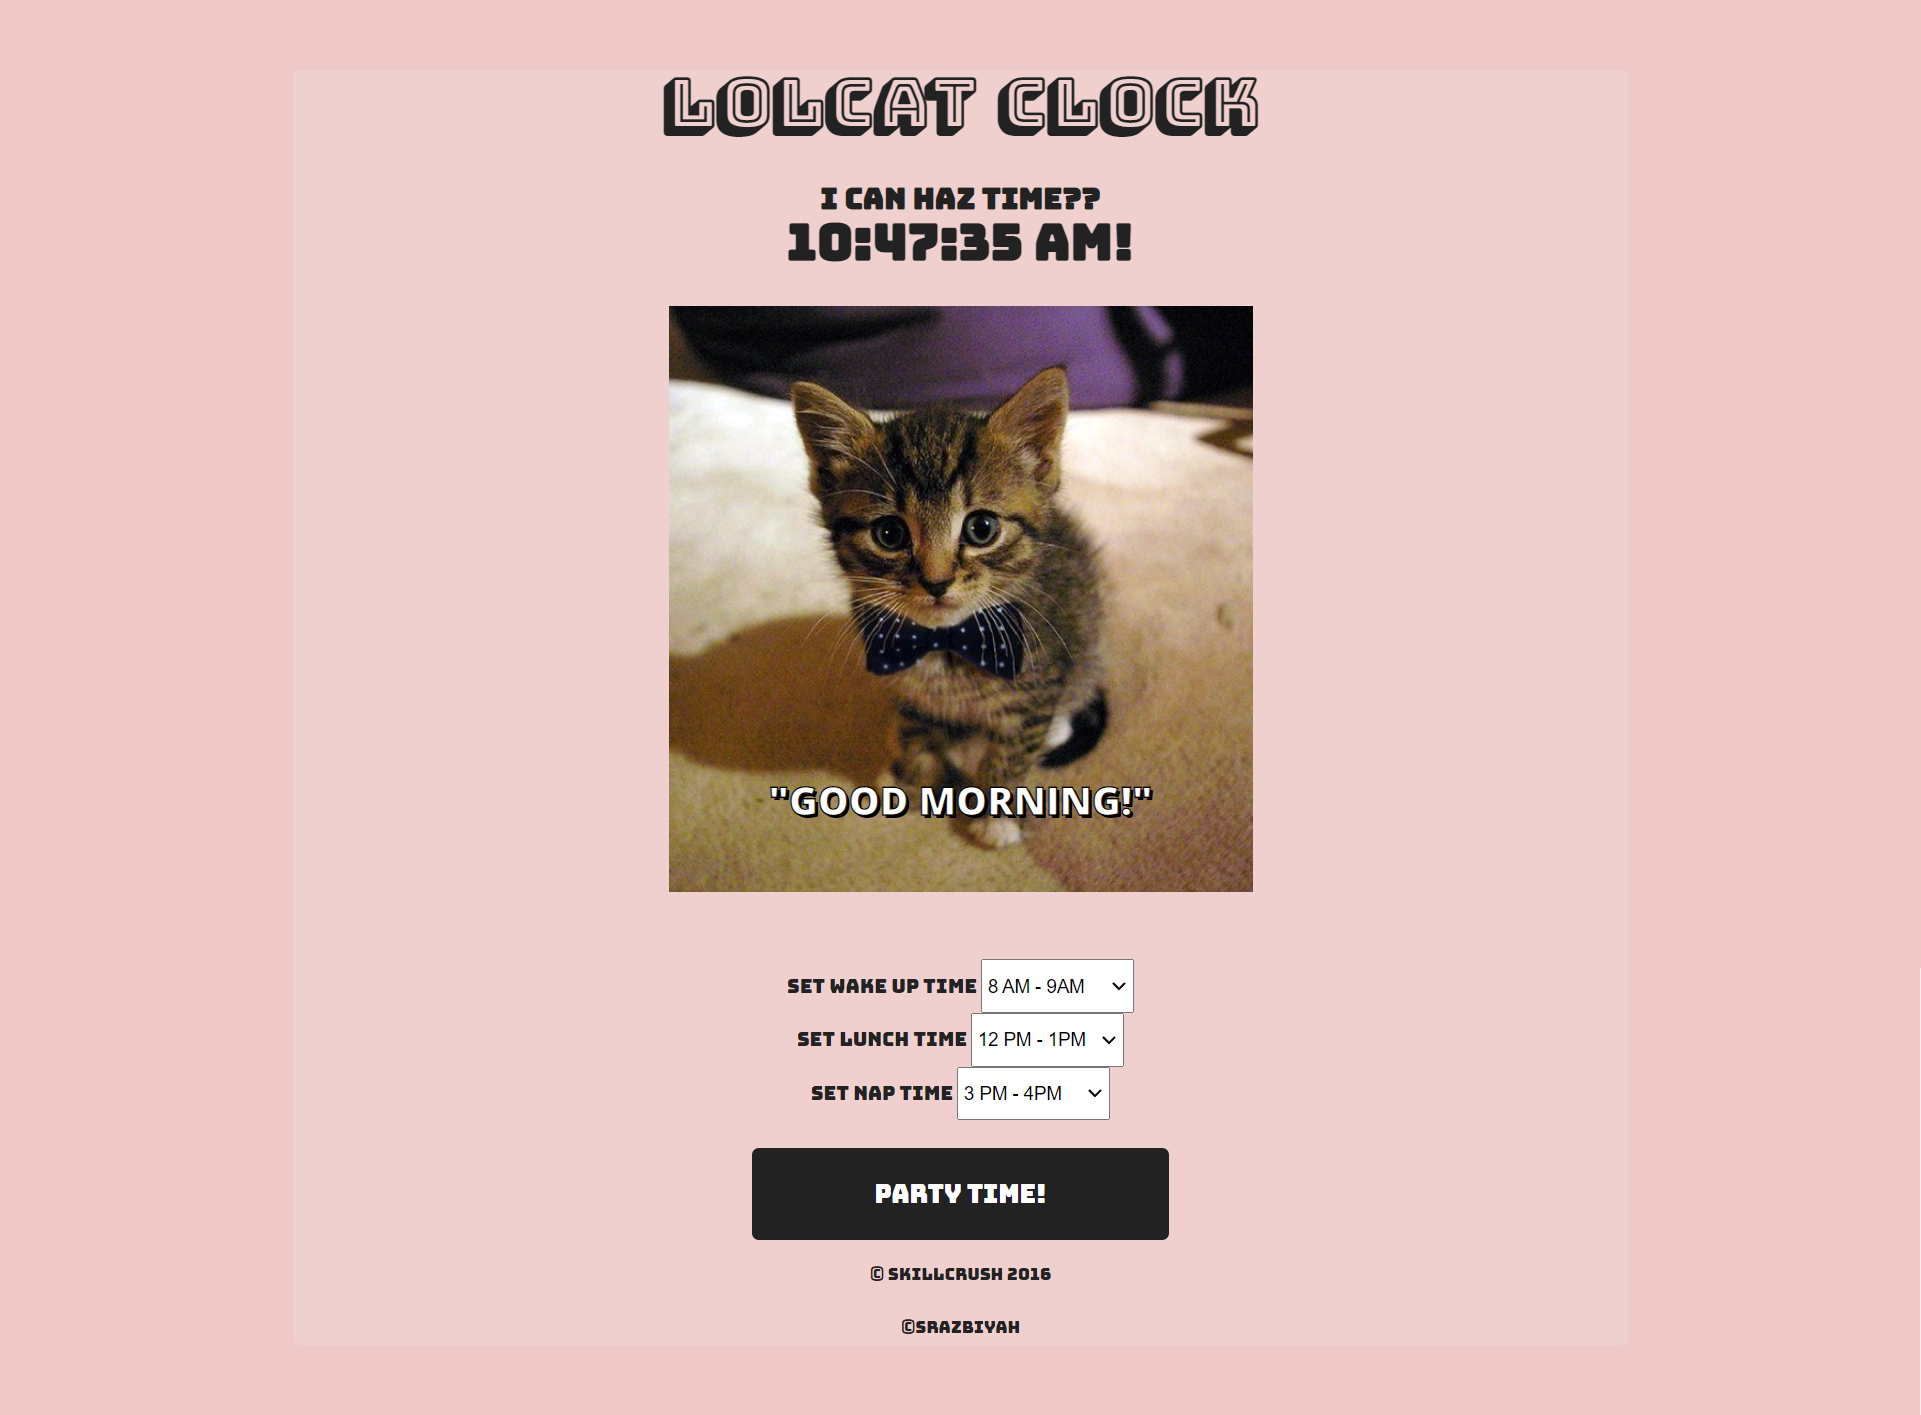 LOLCAT CLOCK
I CAN HAZ TIME??
10:47:35 AM!
"GOOD MORNING!"
SET WAKE UP TIME 8 AM - 9AM
SET LUNCH TIME 12 PM - 1PM
SET NAP TIME 3 PM - 4PM
PARTY TIME!
© SKILLCRUSH 2016
©SRAZBIYAH